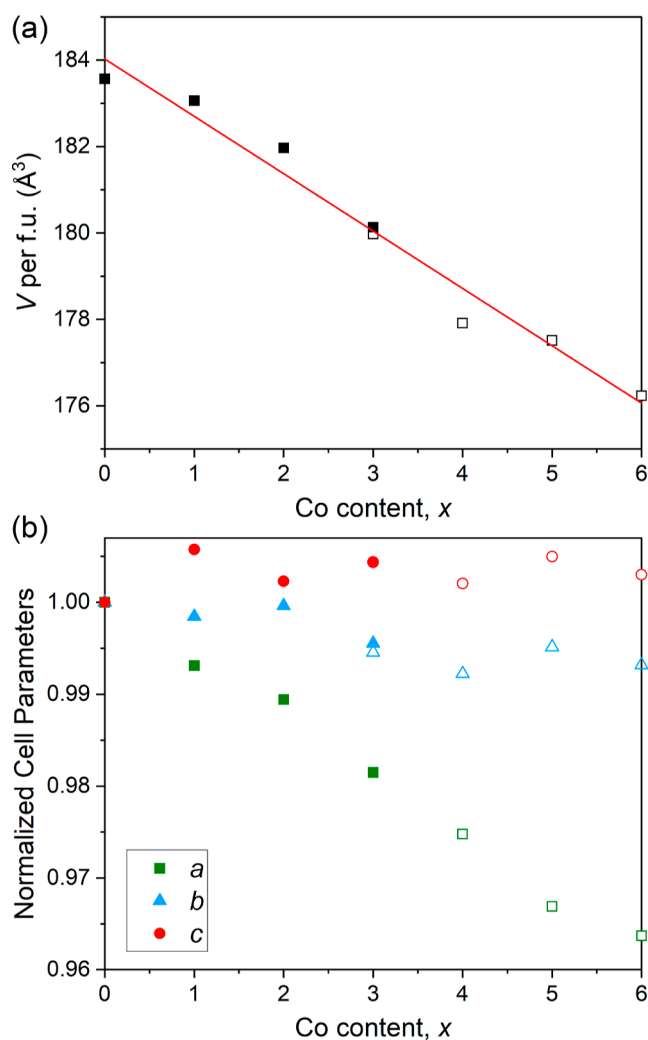 (a)
184
182
180
178
176
V per f.u. (Å³)
0 1 2 3 4 5 6
Co content, x
(b)
1.00
0.99
0.98
0.97
0.96
Normalized Cell Parameters
a
b
c
0 1 2 3 4 5 6
Co content, x